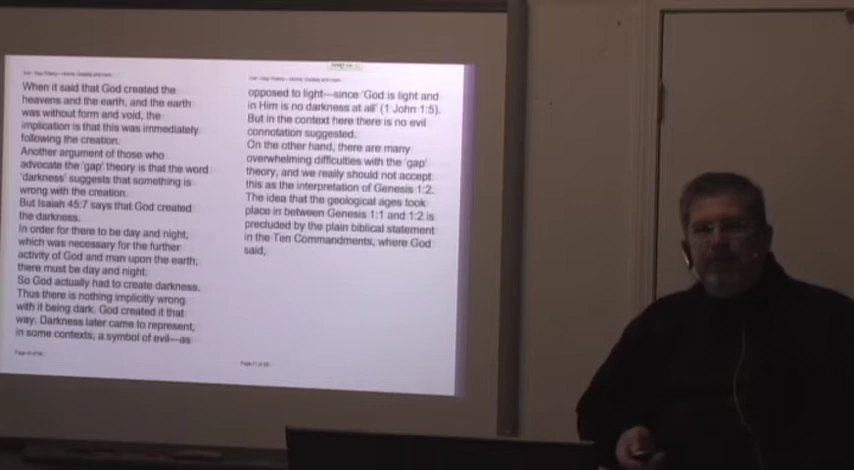 When it said that God created the
heavens and the earth, and the earth
was without form and void, the
implication is that this was immediately
following the creation.
Another argument of those who
advocate the 'gap' theory is that the word
'darkness' suggests that something is
wrong with the creation.
But Isaiah 45:7 says that God created
the darkness.
In order for there to be day and night,
which was necessary for the further
activity of God and man upon the earth,
there must be day and night.
So God actually had to create darkness.
Thus there is nothing implicitly wrong
with it being dark. God created it that
way. Darkness later came to represent,
in some contexts, a symbol of evil—as
opposed to light—since 'God is light and
in Him is no darkness at all' (1 John 1:5).
But in the context here there is no evil
connotation suggested.
On the other hand, there are many
overwhelming difficulties with the 'gap'
theory, and we really should not accept
this as the interpretation of Genesis 1:2.
The idea that the geological ages took
place in between Genesis 1:1 and 1:2 is
precluded by the plain biblical statement
in the Ten Commandments, where God
said,